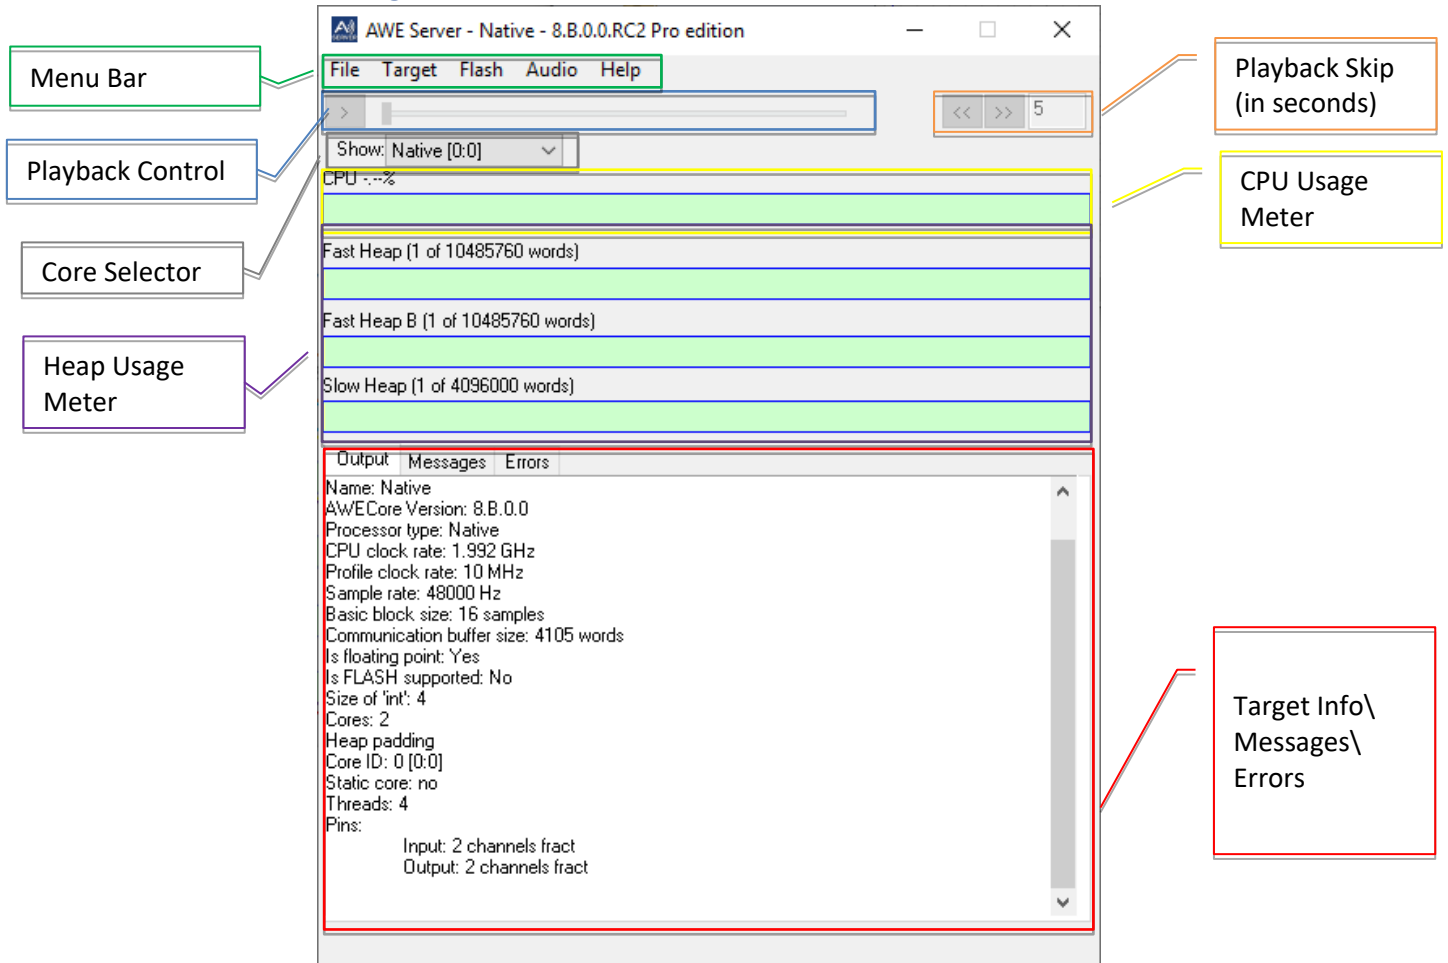 AWE Server - Native - 8.B.0.0.RC2 Pro edition
File Target Flash Audio Help
> << >> 5
Show: Native [0:0]
CPU -.--%
Fast Heap (1 of 10485760 words)
Fast Heap B (1 of 10485760 words)
Slow Heap (1 of 4096000 words)
Output Messages Errors
Name: Native
AWECore Version: 8.B.0.0
Processor type: Native
CPU clock rate: 1.992 GHz
Profile clock rate: 10 MHz
Sample rate: 48000 Hz
Basic block size: 16 samples
Communication buffer size: 4105 words
Is floating point: Yes
Is FLASH supported: No
Size of 'int': 4
Cores: 2
Heap padding
Core ID: 0 [0:0]
Static core: no
Threads: 4
Pins:
Input: 2 channels fract
Output: 2 channels fract
Menu Bar
Playback Control
Core Selector
Heap Usage
Meter
Playback Skip
(in seconds)
CPU Usage
Meter
Target Info\
Messages\
Errors